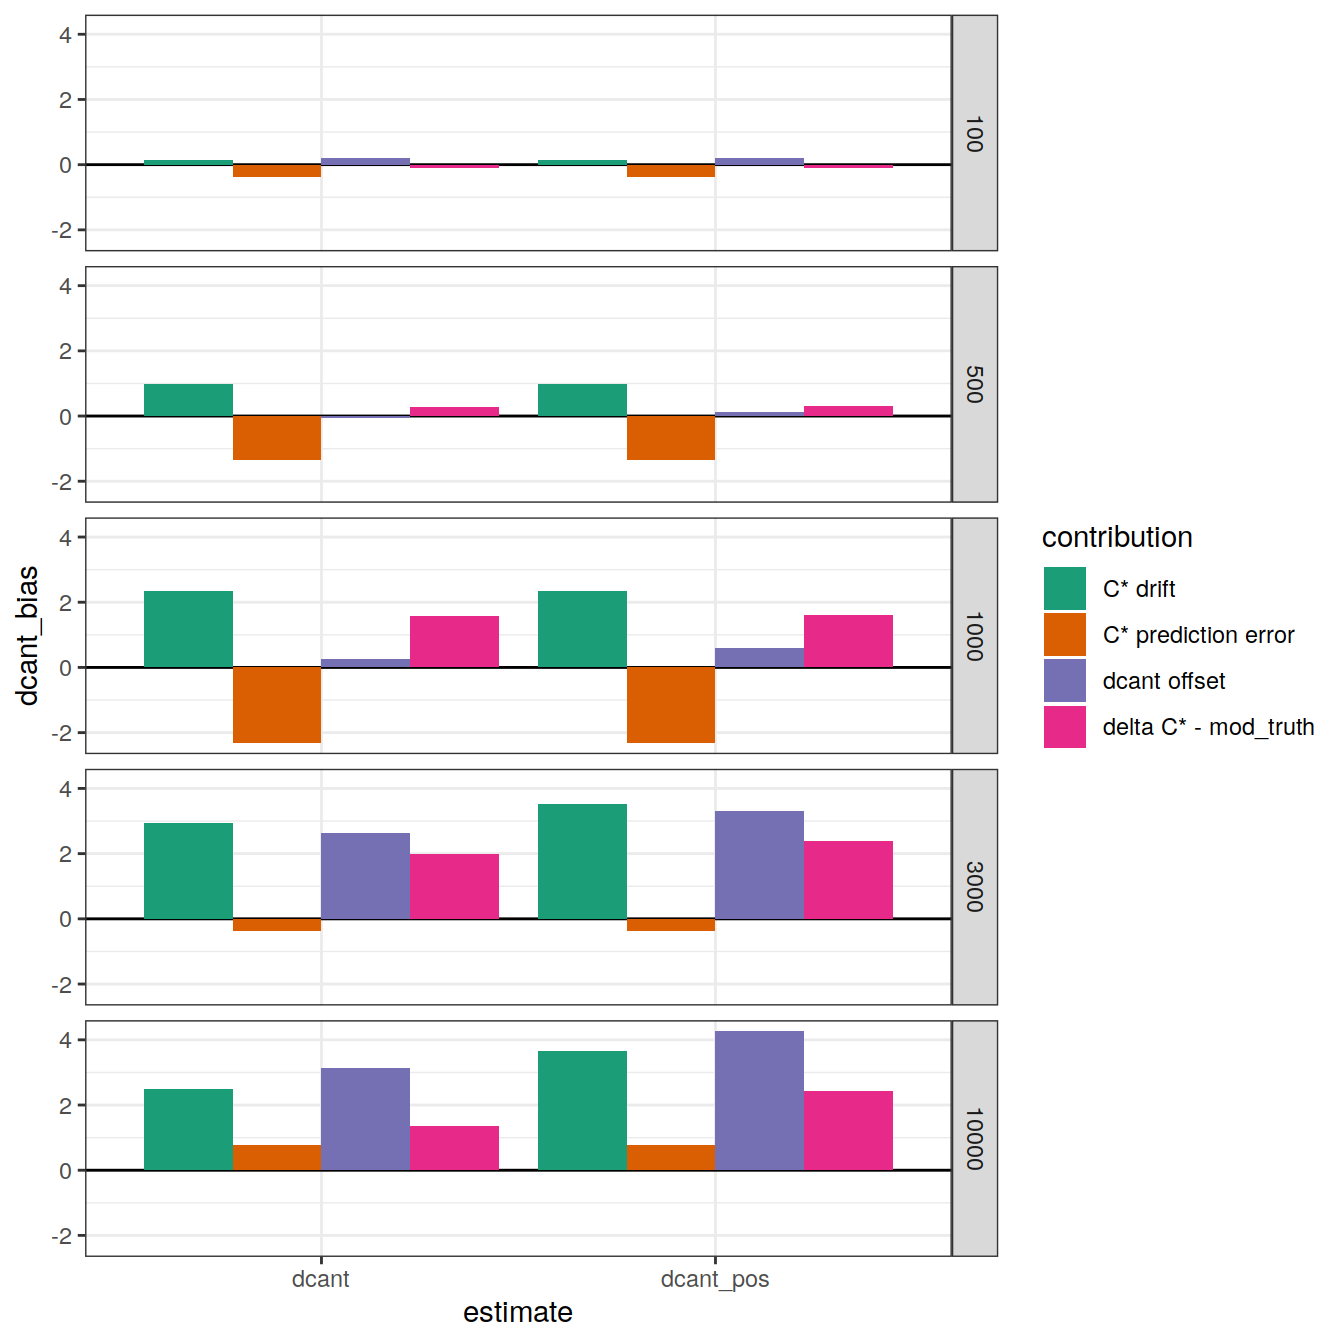 4
2
0
-2
100
4
2
0
-2
500
4
2
0
-2
1000
4
2
0
-2
3000
4
2
0
-2
10000
dcant_bias
dcant
dcant_pos
estimate
contribution
C* drift
C* prediction error
dcant offset
delta C* - mod_truth